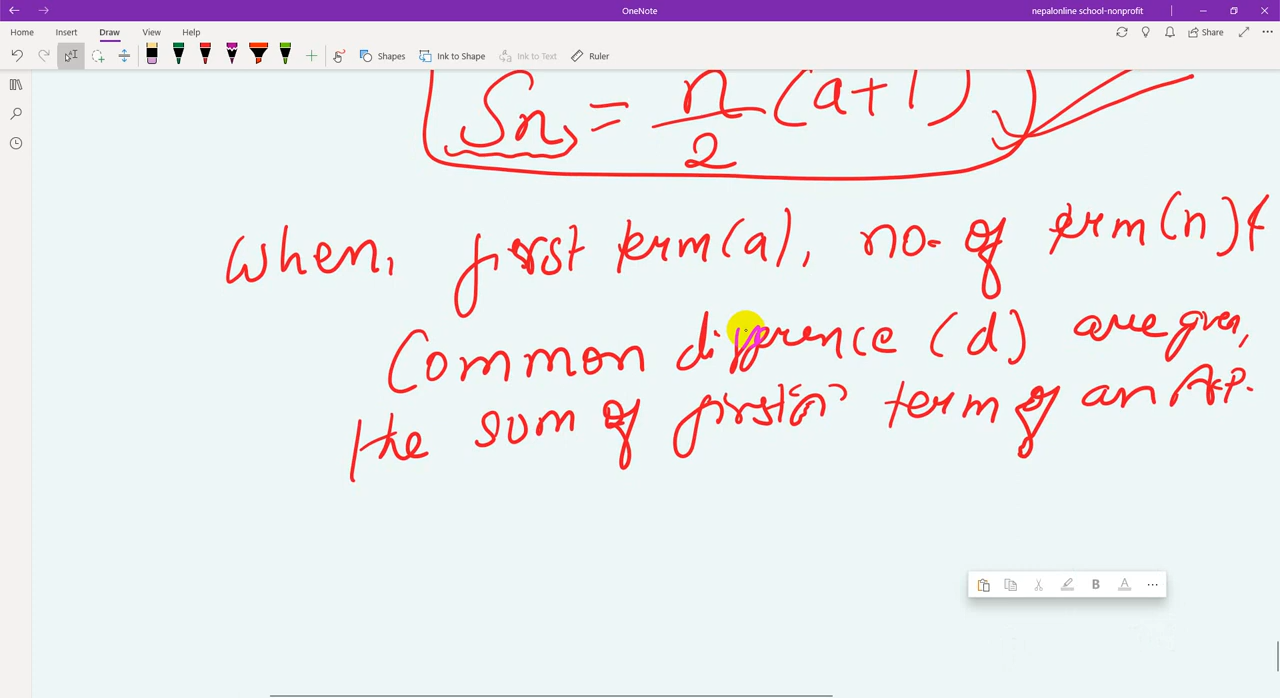 OneNote
nepalonline school-nonprofit
Home Insert Draw View Help
Share
Shapes Ink to Shape Ink to Text Ruler
Sn = n/2 (a+l)
When, first term (a), no. of term (n) &
Common difference (d) are given,
the sum of first 'n' term of an A.P.
B A